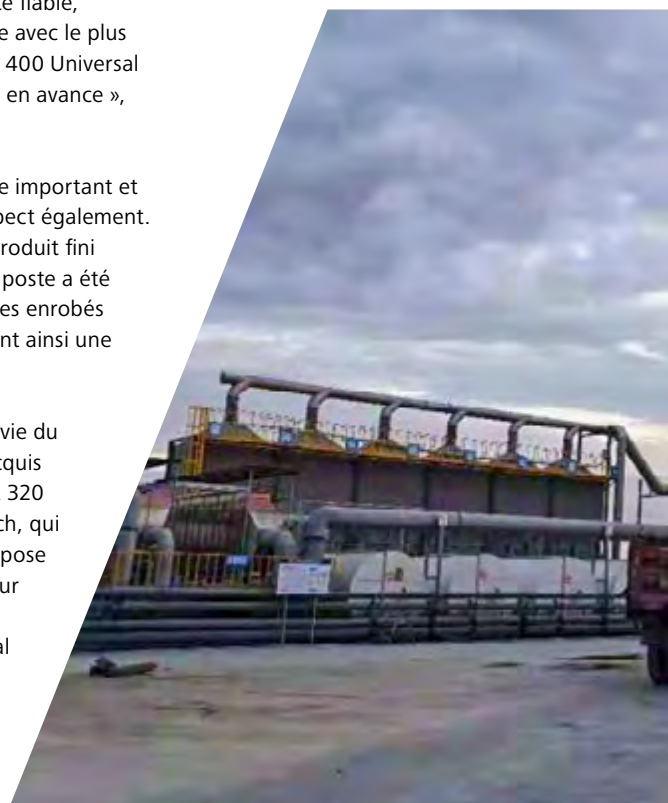 fiable,
e avec le plus
400 Universal
en avance »,
e important et
pect également.
roduit fini
poste a été
es enrobés
nt ainsi une
vie du
cquis
320
ch, qui
pose
ur
al